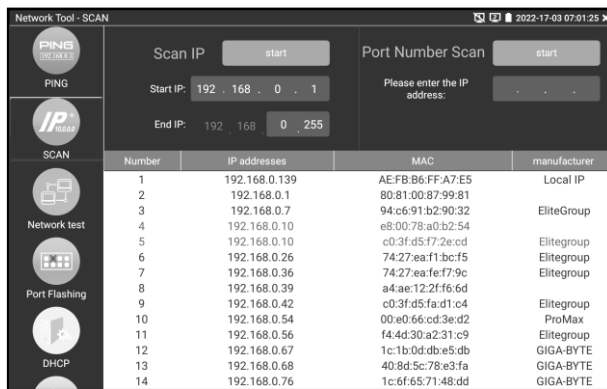 Network Tool - SCAN
2022-17-03 07:01:25
PING
PING
IP
10.0.0.0
SCAN
Network test
Port Flashing
DHCP
Scan IP start
Start IP: 192 . 168 . 0 . 1
End IP: 192 . 168 . 0 . 255
Port Number Scan start
Please enter the IP
address: . . .
Number IP addresses MAC manufacturer
1 192.168.0.139 AE:FB:B6:FF:A7:E5 Local IP
2 192.168.0.1 80:81:00:87:99:81
3 192.168.0.7 94:c6:91:b2:90:32 EliteGroup
4 192.168.0.10 e8:00:78:a0:b2:54
5 192.168.0.10 c0:3f:d5:f7:2e:cd Elitegroup
6 192.168.0.26 74:27:ea:f1:bc:f5 Elitegroup
7 192.168.0.36 74:27:ea:fe:f7:9c Elitegroup
8 192.168.0.39 a4:ae:12:2f:f6:6d
9 192.168.0.42 c0:3f:d5:fa:d1:c4 Elitegroup
10 192.168.0.54 00:e0:66:cd:3e:d2 ProMax
11 192.168.0.56 f4:4d:30:a2:31:c9 Elitegroup
12 192.168.0.67 1c:1b:0d:db:e5:db GIGA-BYTE
13 192.168.0.68 40:8d:5c:78:e3:fa GIGA-BYTE
14 192.168.0.76 1c:6f:65:71:48:dd GIGA-BYTE